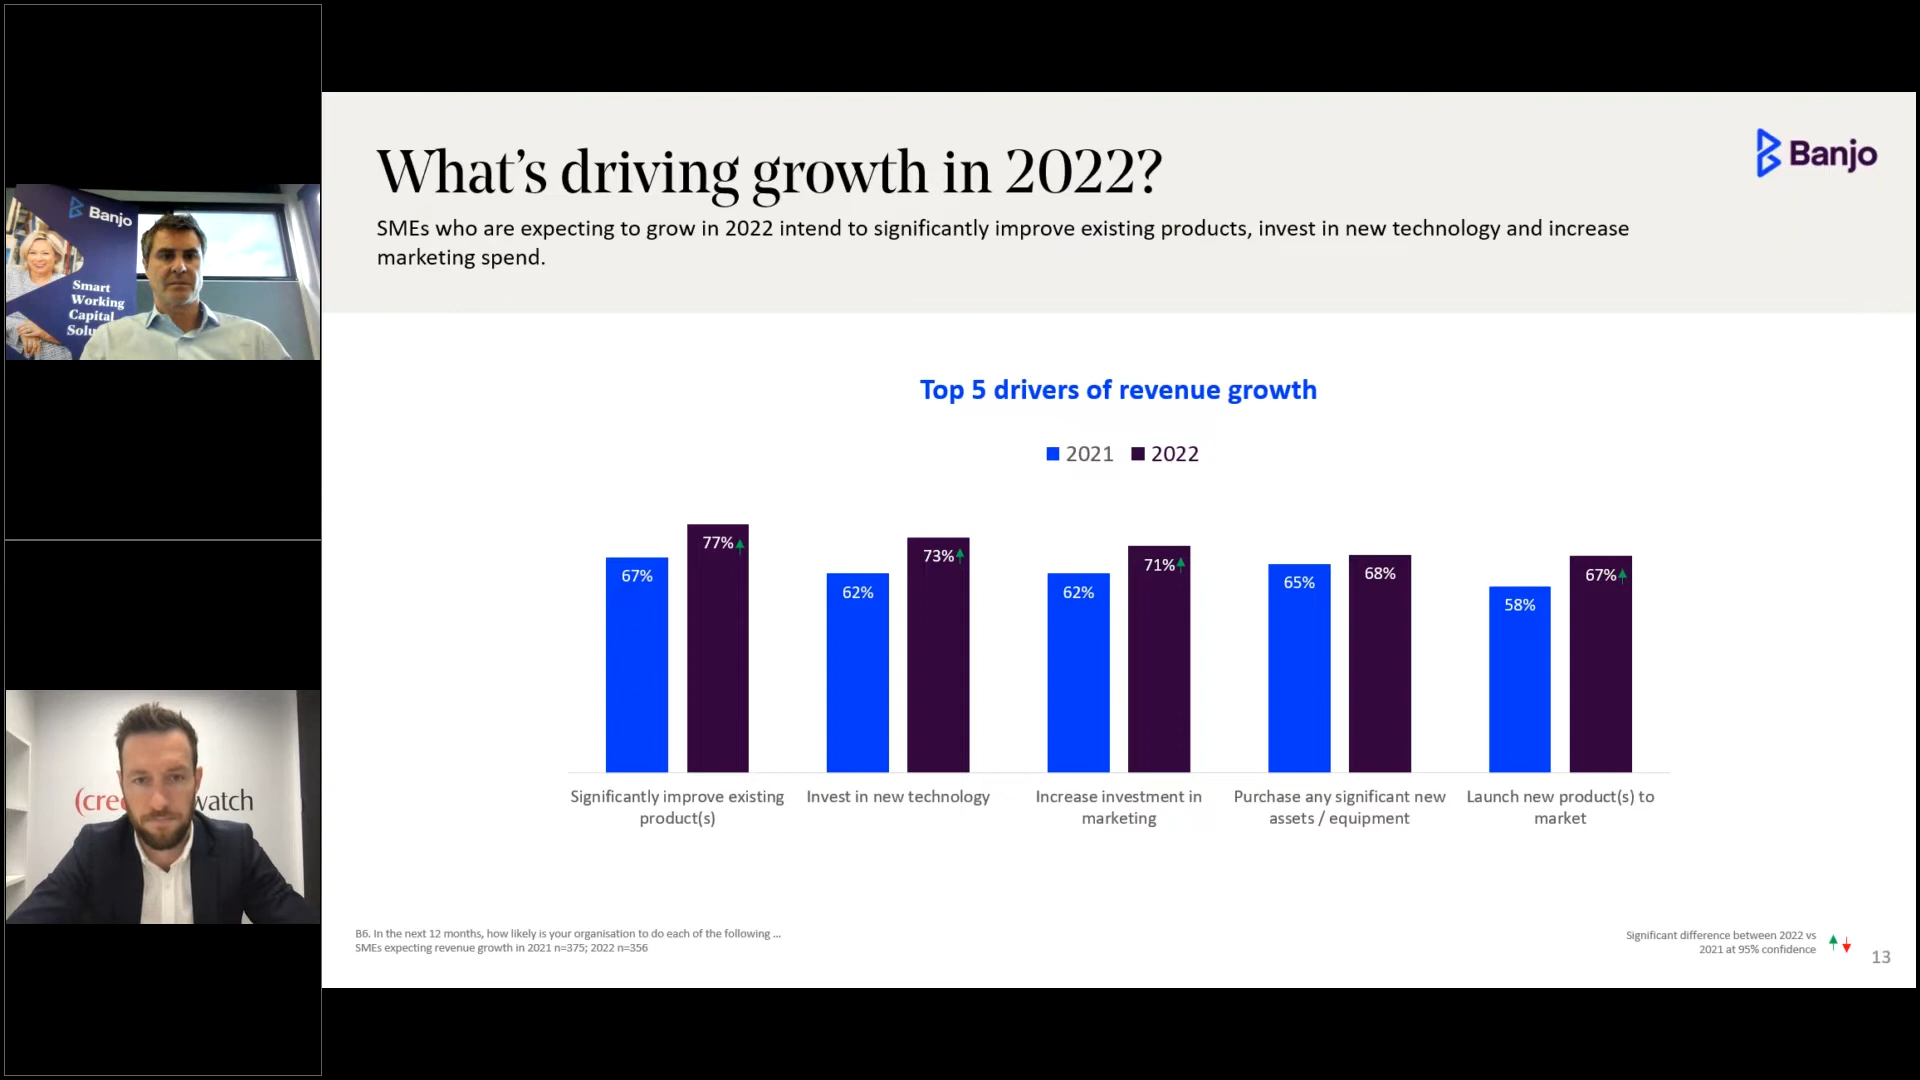 Banjo
Smart
Working
Capital
Solu
(cre
watch
What's driving growth in 2022?
Banjo
SMEs who are expecting to grow in 2022 intend to significantly improve existing products, invest in new technology and increase
marketing spend.
Top 5 drivers of revenue growth
2021 2022
67% 77% 62% 73% 62% 71% 65% 68% 58% 67%
Significantly improve existing
product(s)
Invest in new technology
Increase investment in
marketing
Purchase any significant new
assets / equipment
Launch new product(s) to
market
B6. In the next 12 months, how likely is your organisation to do each of the following ...
SMEs expecting revenue growth in 2021 n=375; 2022 n=356
Significant difference between 2022 vs
2021 at 95% confidence
13